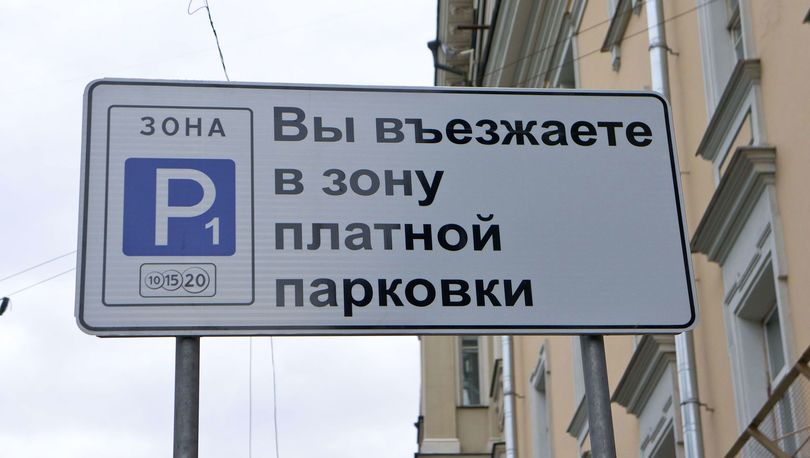 ЗОНА
P1
10 15 20
Вы въезжаете
в зону
платной
парковки